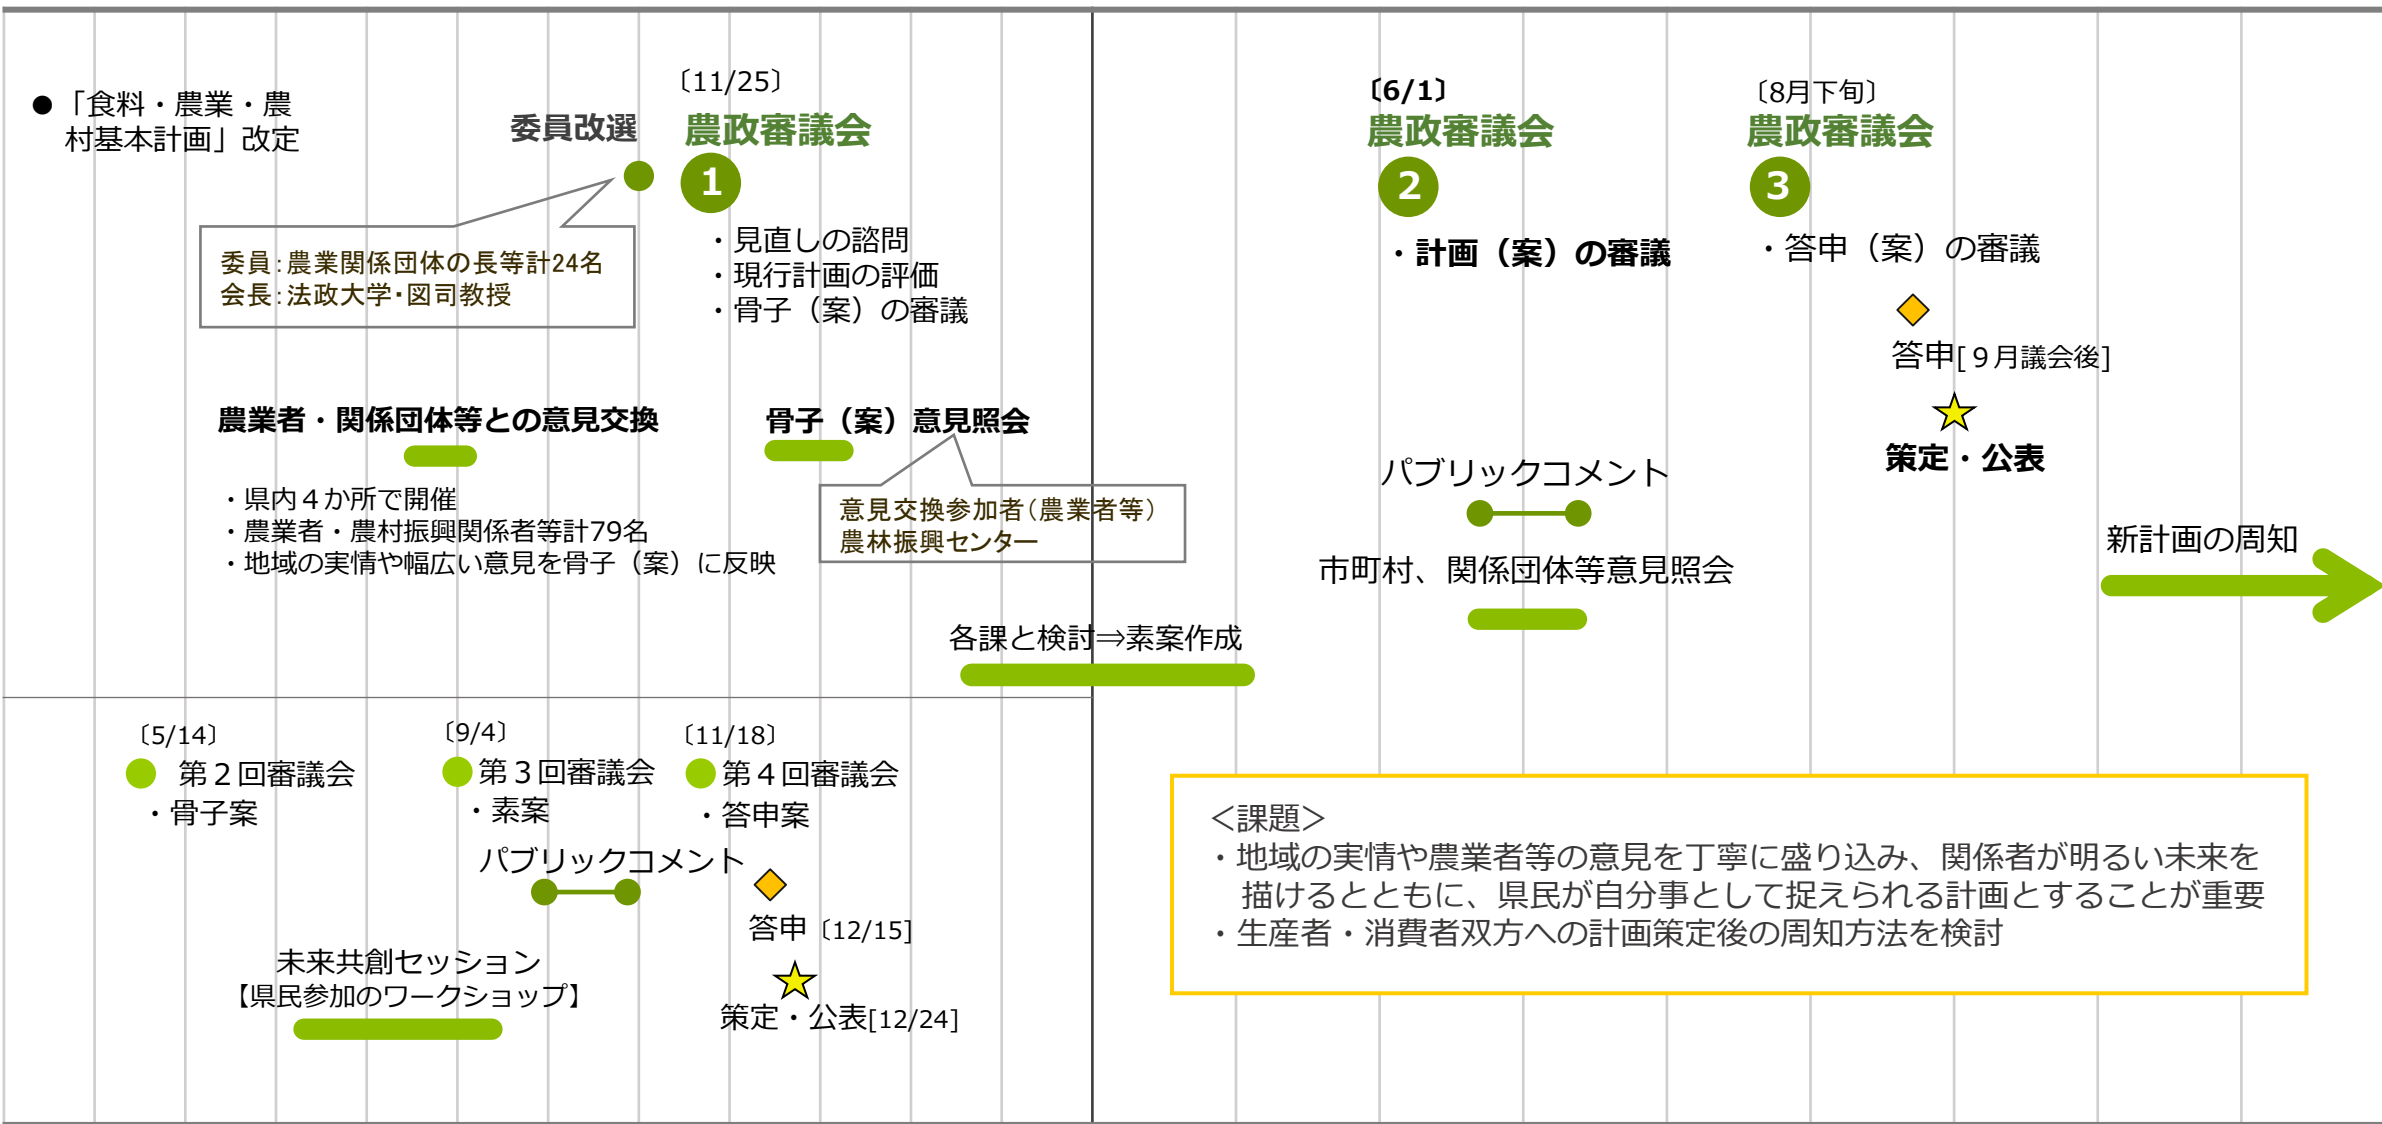 ●「食料・農業・農
村基本計画」改定
委員改選
〔11/25〕
農政審議会
1
・見直しの諮問
・現行計画の評価
・骨子（案）の審議
委員：農業関係団体の長等計24名
会長：法政大学・図司教授
〔6/1〕
農政審議会
2
・計画（案）の審議
〔8月下旬〕
農政審議会
3
・答申（案）の審議
答申[９月議会後]
策定・公表
農業者・関係団体等との意見交換
・県内４か所で開催
・農業者・農村振興関係者等計79名
・地域の実情や幅広い意見を骨子（案）に反映
骨子（案）意見照会
意見交換参加者（農業者等）
農林振興センター
パブリックコメント
市町村、関係団体等意見照会
新計画の周知
各課と検討⇒素案作成
〔5/14〕
第２回審議会
・骨子案
〔9/4〕
第３回審議会
・素案
〔11/18〕
第４回審議会
・答申案
パブリックコメント
答申〔12/15]
未来共創セッション
【県民参加のワークショップ】
策定・公表[12/24]
＜課題＞
・地域の実情や農業者等の意見を丁寧に盛り込み、関係者が明るい未来を
描けるとともに、県民が自分事として捉えられる計画とすることが重要
・生産者・消費者双方への計画策定後の周知方法を検討